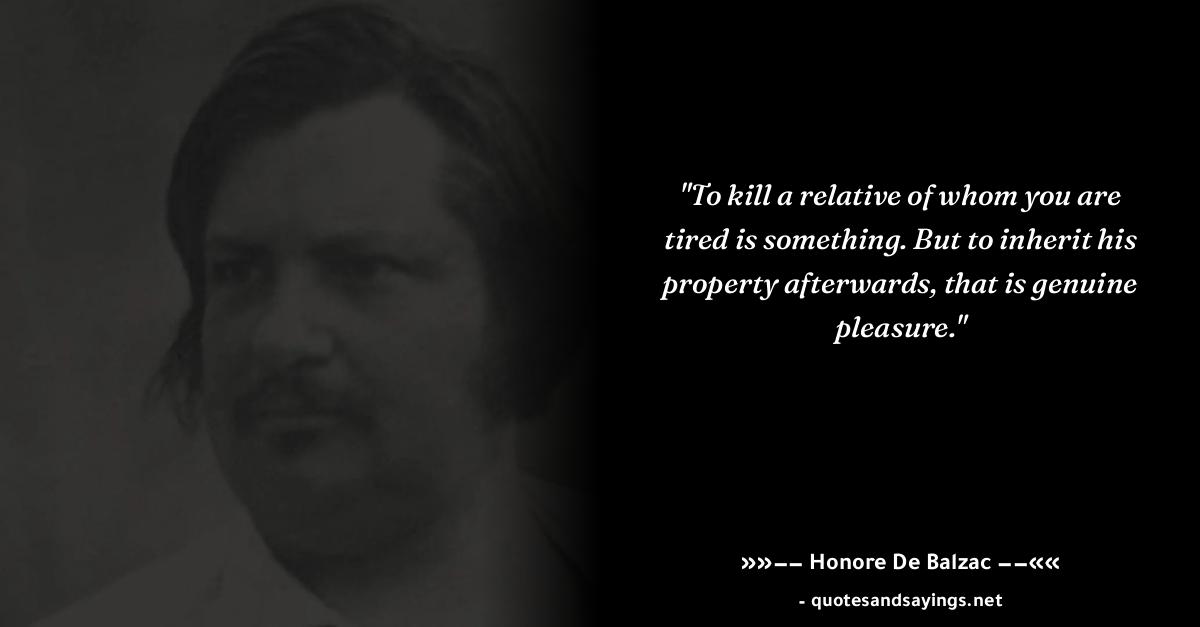 "To kill a relative of whom you are
tired is something. But to inherit his
property afterwards, that is genuine
pleasure."
»»–– Honore De Balzac ––««
- quotesandsayings.net